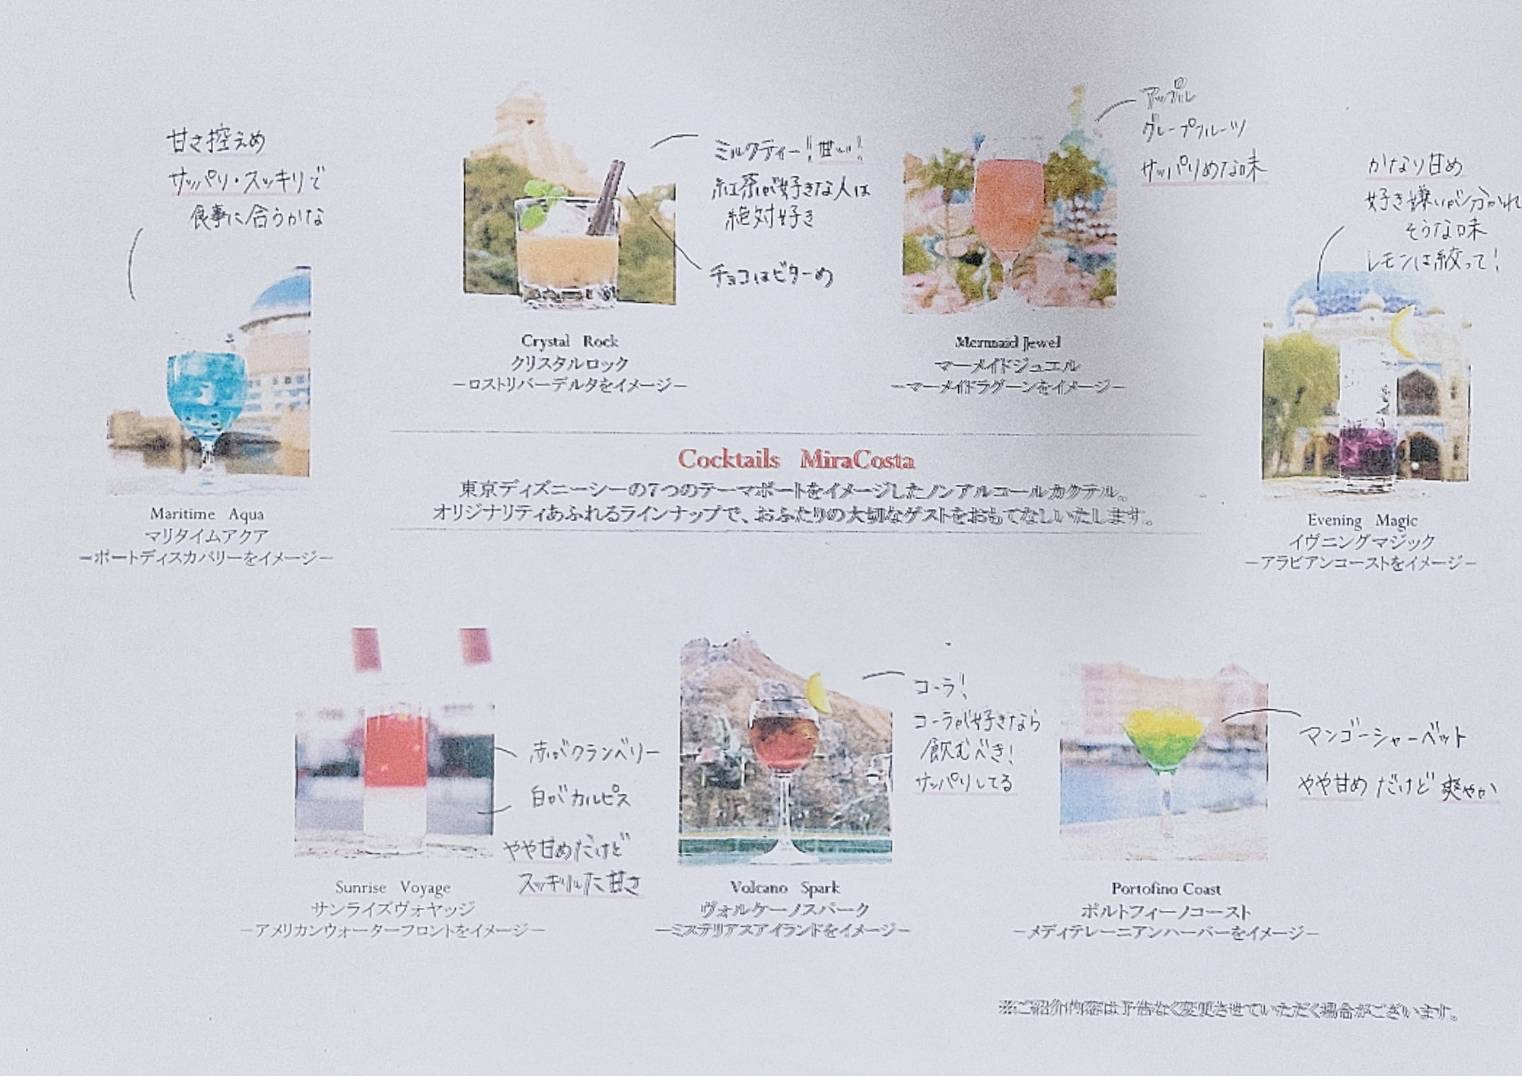 甘さ控えめ
サッパリ・スッキリで
食事に合うかな
Maritime Aqua
マリタイムアクア
－ポートディスカバリーをイメージ－
ミルクティー!!甘い!
紅茶が好きな人は
絶対好き
チョコはビターめ
Crystal Rock
クリスタルロック
－ロストリバーデルタをイメージ－
アップル
グレープフルーツ
サッパリめな味
Mermaid Jewel
マーメイドジュエル
－マーメイドラグーンをイメージ－
かなり甘め
好き嫌いが分かれ
そうな味
レモンは絞って!
Evening Magic
イヴニングマジック
－アラビアンコーストをイメージ－
Cocktails MiraCosta
東京ディズニーシーの7つのテーマポートをイメージしたノンアルコールカクテル。
オリジナリティあふれるラインナップで、おふたりの大切なゲストをおもてなしいたします。
赤がクランベリー
白がカルピス
やや甘めだけど
スッキリした甘さ
Sunrise Voyage
サンライズヴォヤッジ
－アメリカンウォーターフロントをイメージ－
コーラ!
コーラが好きなら
飲むべき!
サッパリしてる
Volcano Spark
ヴォルケーノスパーク
－ミステリアスアイランドをイメージ－
マンゴーシャーベット
やや甘めだけど爽やか
Portofino Coast
ポルトフィーノコースト
－メディテレーニアンハーバーをイメージ－
※ご紹介内容は予告なく変更させていただく場合がございます。